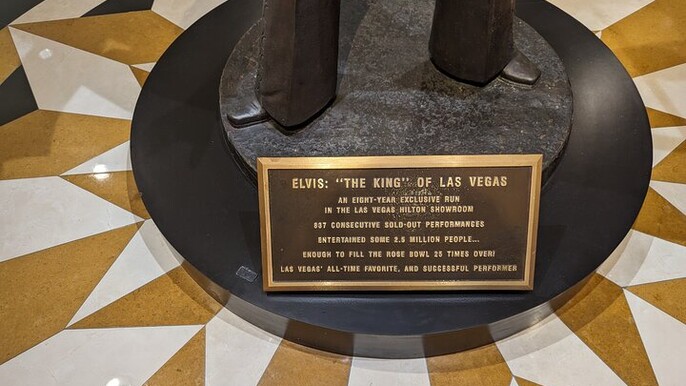 ELVIS: "THE KING" OF LAS VEGAS
AN EIGHT-YEAR EXCLUSIVE RUN
IN THE LAS VEGAS HILTON SHOWROOM
837 CONSECUTIVE SOLD-OUT PERFORMANCES
ENTERTAINED SOME 2.5 MILLION PEOPLE...
ENOUGH TO FILL THE ROSE BOWL 25 TIMES OVER!
LAS VEGAS' ALL-TIME FAVORITE, AND SUCCESSFUL PERFORMER